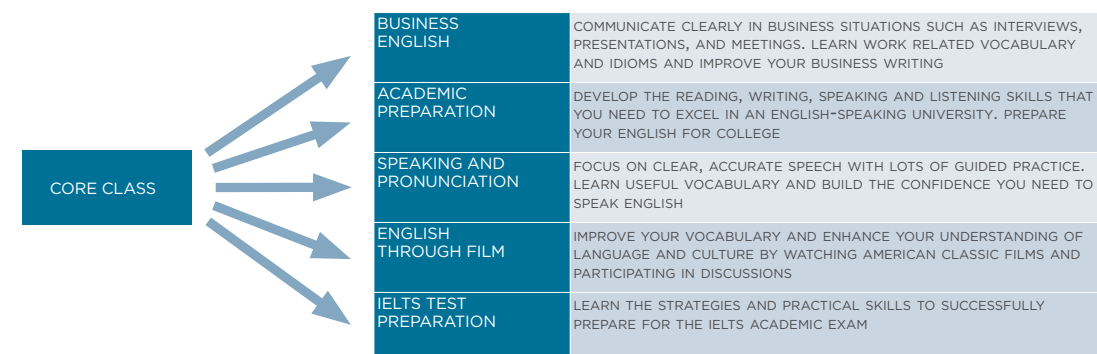 CORE CLASS
BUSINESS
ENGLISH
COMMUNICATE CLEARLY IN BUSINESS SITUATIONS SUCH AS INTERVIEWS,
PRESENTATIONS, AND MEETINGS. LEARN WORK RELATED VOCABULARY
AND IDIOMS AND IMPROVE YOUR BUSINESS WRITING
ACADEMIC
PREPARATION
DEVELOP THE READING, WRITING, SPEAKING AND LISTENING SKILLS THAT
YOU NEED TO EXCEL IN AN ENGLISH-SPEAKING UNIVERSITY. PREPARE
YOUR ENGLISH FOR COLLEGE
SPEAKING AND
PRONUNCIATION
FOCUS ON CLEAR, ACCURATE SPEECH WITH LOTS OF GUIDED PRACTICE.
LEARN USEFUL VOCABULARY AND BUILD THE CONFIDENCE YOU NEED TO
SPEAK ENGLISH
ENGLISH
THROUGH FILM
IMPROVE YOUR VOCABULARY AND ENHANCE YOUR UNDERSTANDING OF
LANGUAGE AND CULTURE BY WATCHING AMERICAN CLASSIC FILMS AND
PARTICIPATING IN DISCUSSIONS
IELTS TEST
PREPARATION
LEARN THE STRATEGIES AND PRACTICAL SKILLS TO SUCCESSFULLY
PREPARE FOR THE IELTS ACADEMIC EXAM